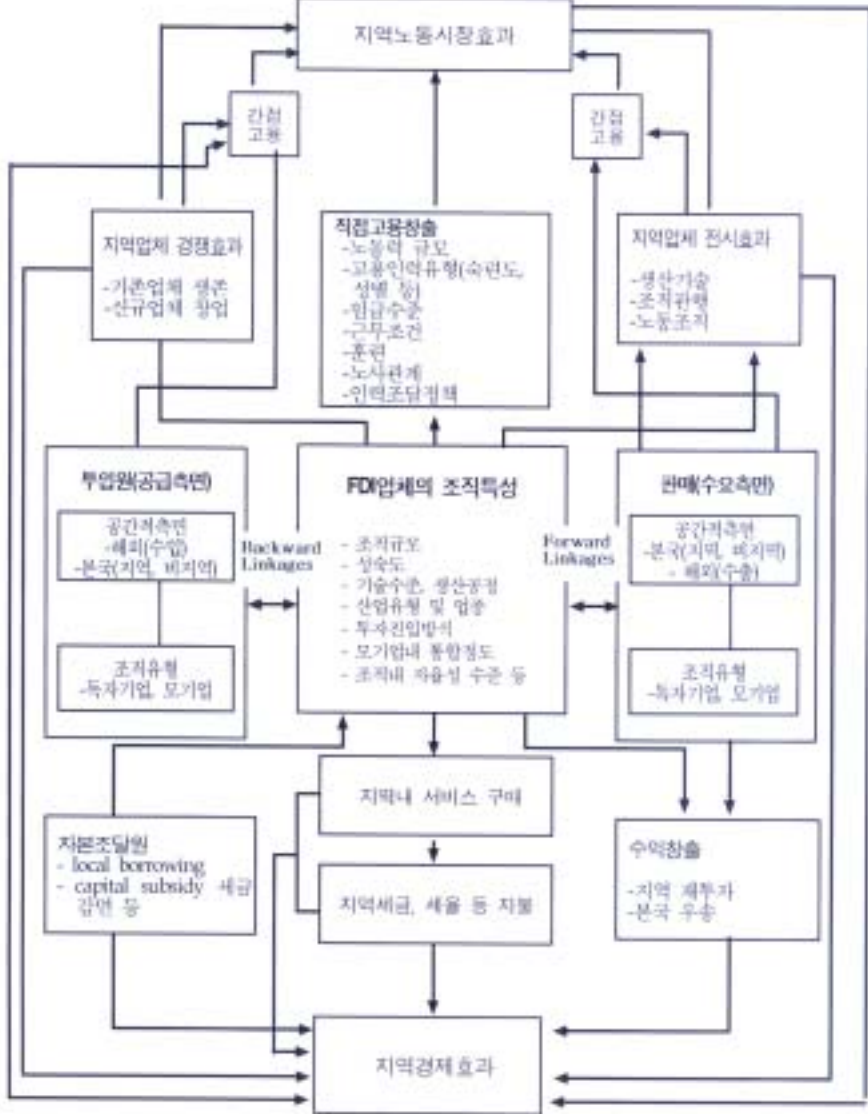 지역노동시장효과
간접
고용
간접
고용
지역업체 경쟁효과
-기존업체 생존
-신규업체 창업
직접고용창출
-노동력 규모
-고용인력유형(숙련도,
성별 등)
-임금수준
-근무조건
-훈련
-노사관계
-인력조달정책
지역업체 전시효과
-생산기술
-조직관행
-노동조직
투입원(공급측면)
공간적측면
-해외(수입)
-본국(지역, 비지역)
조직유형
-독자기업, 모기업
Backward
Linkages
FDI업체의 조직특성
- 조직규모
- 성숙도
- 기술수준, 생산공정
- 산업유형 및 업종
- 투자진입방식
- 모기업내 통합정도
- 조직내 자율성 수준 등
Forward
Linkages
판매(수요측면)
공간적측면
-본국(지역, 비지역)
- 해외(수출)
조직유형
-독자기업, 모기업
자본조달원
- local borrowing
- capital subsidy 세금
감면 등
지역내 서비스 구매
지역세금, 세율 등 지불
수익창출
-지역 재투자
-본국 우송
지역경제효과